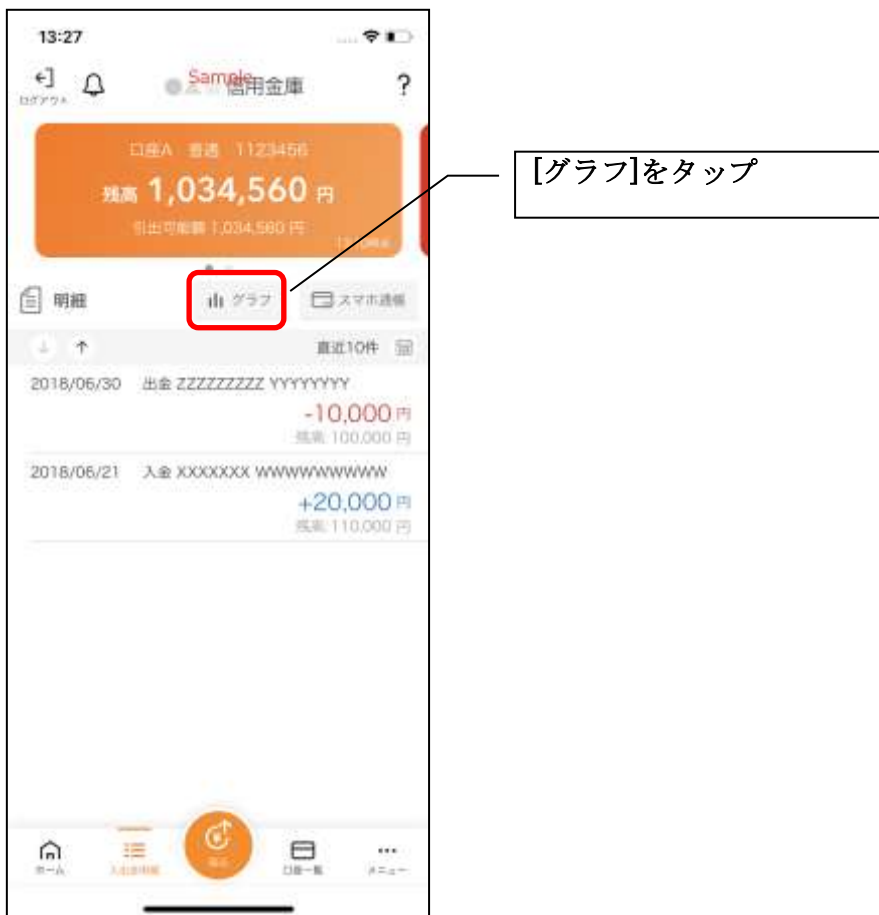 13:27
Sample 信用金庫 ?
ログアウト
口座A 普通 1123456
残高 1,034,560 円
引出可能額 1,034,560 円
[グラフ]をタップ
明細 グラフ スマホ通帳
↓ ↑ 直近10件
2018/06/30 出金 ZZZZZZZZZ YYYYYYYY
-10,000 円
残高: 100,000 円
2018/06/21 入金 XXXXXXX WWWWWWWWW
+20,000 円
残高: 110,000 円
ホーム 入出金明細 口座一覧 メニュー